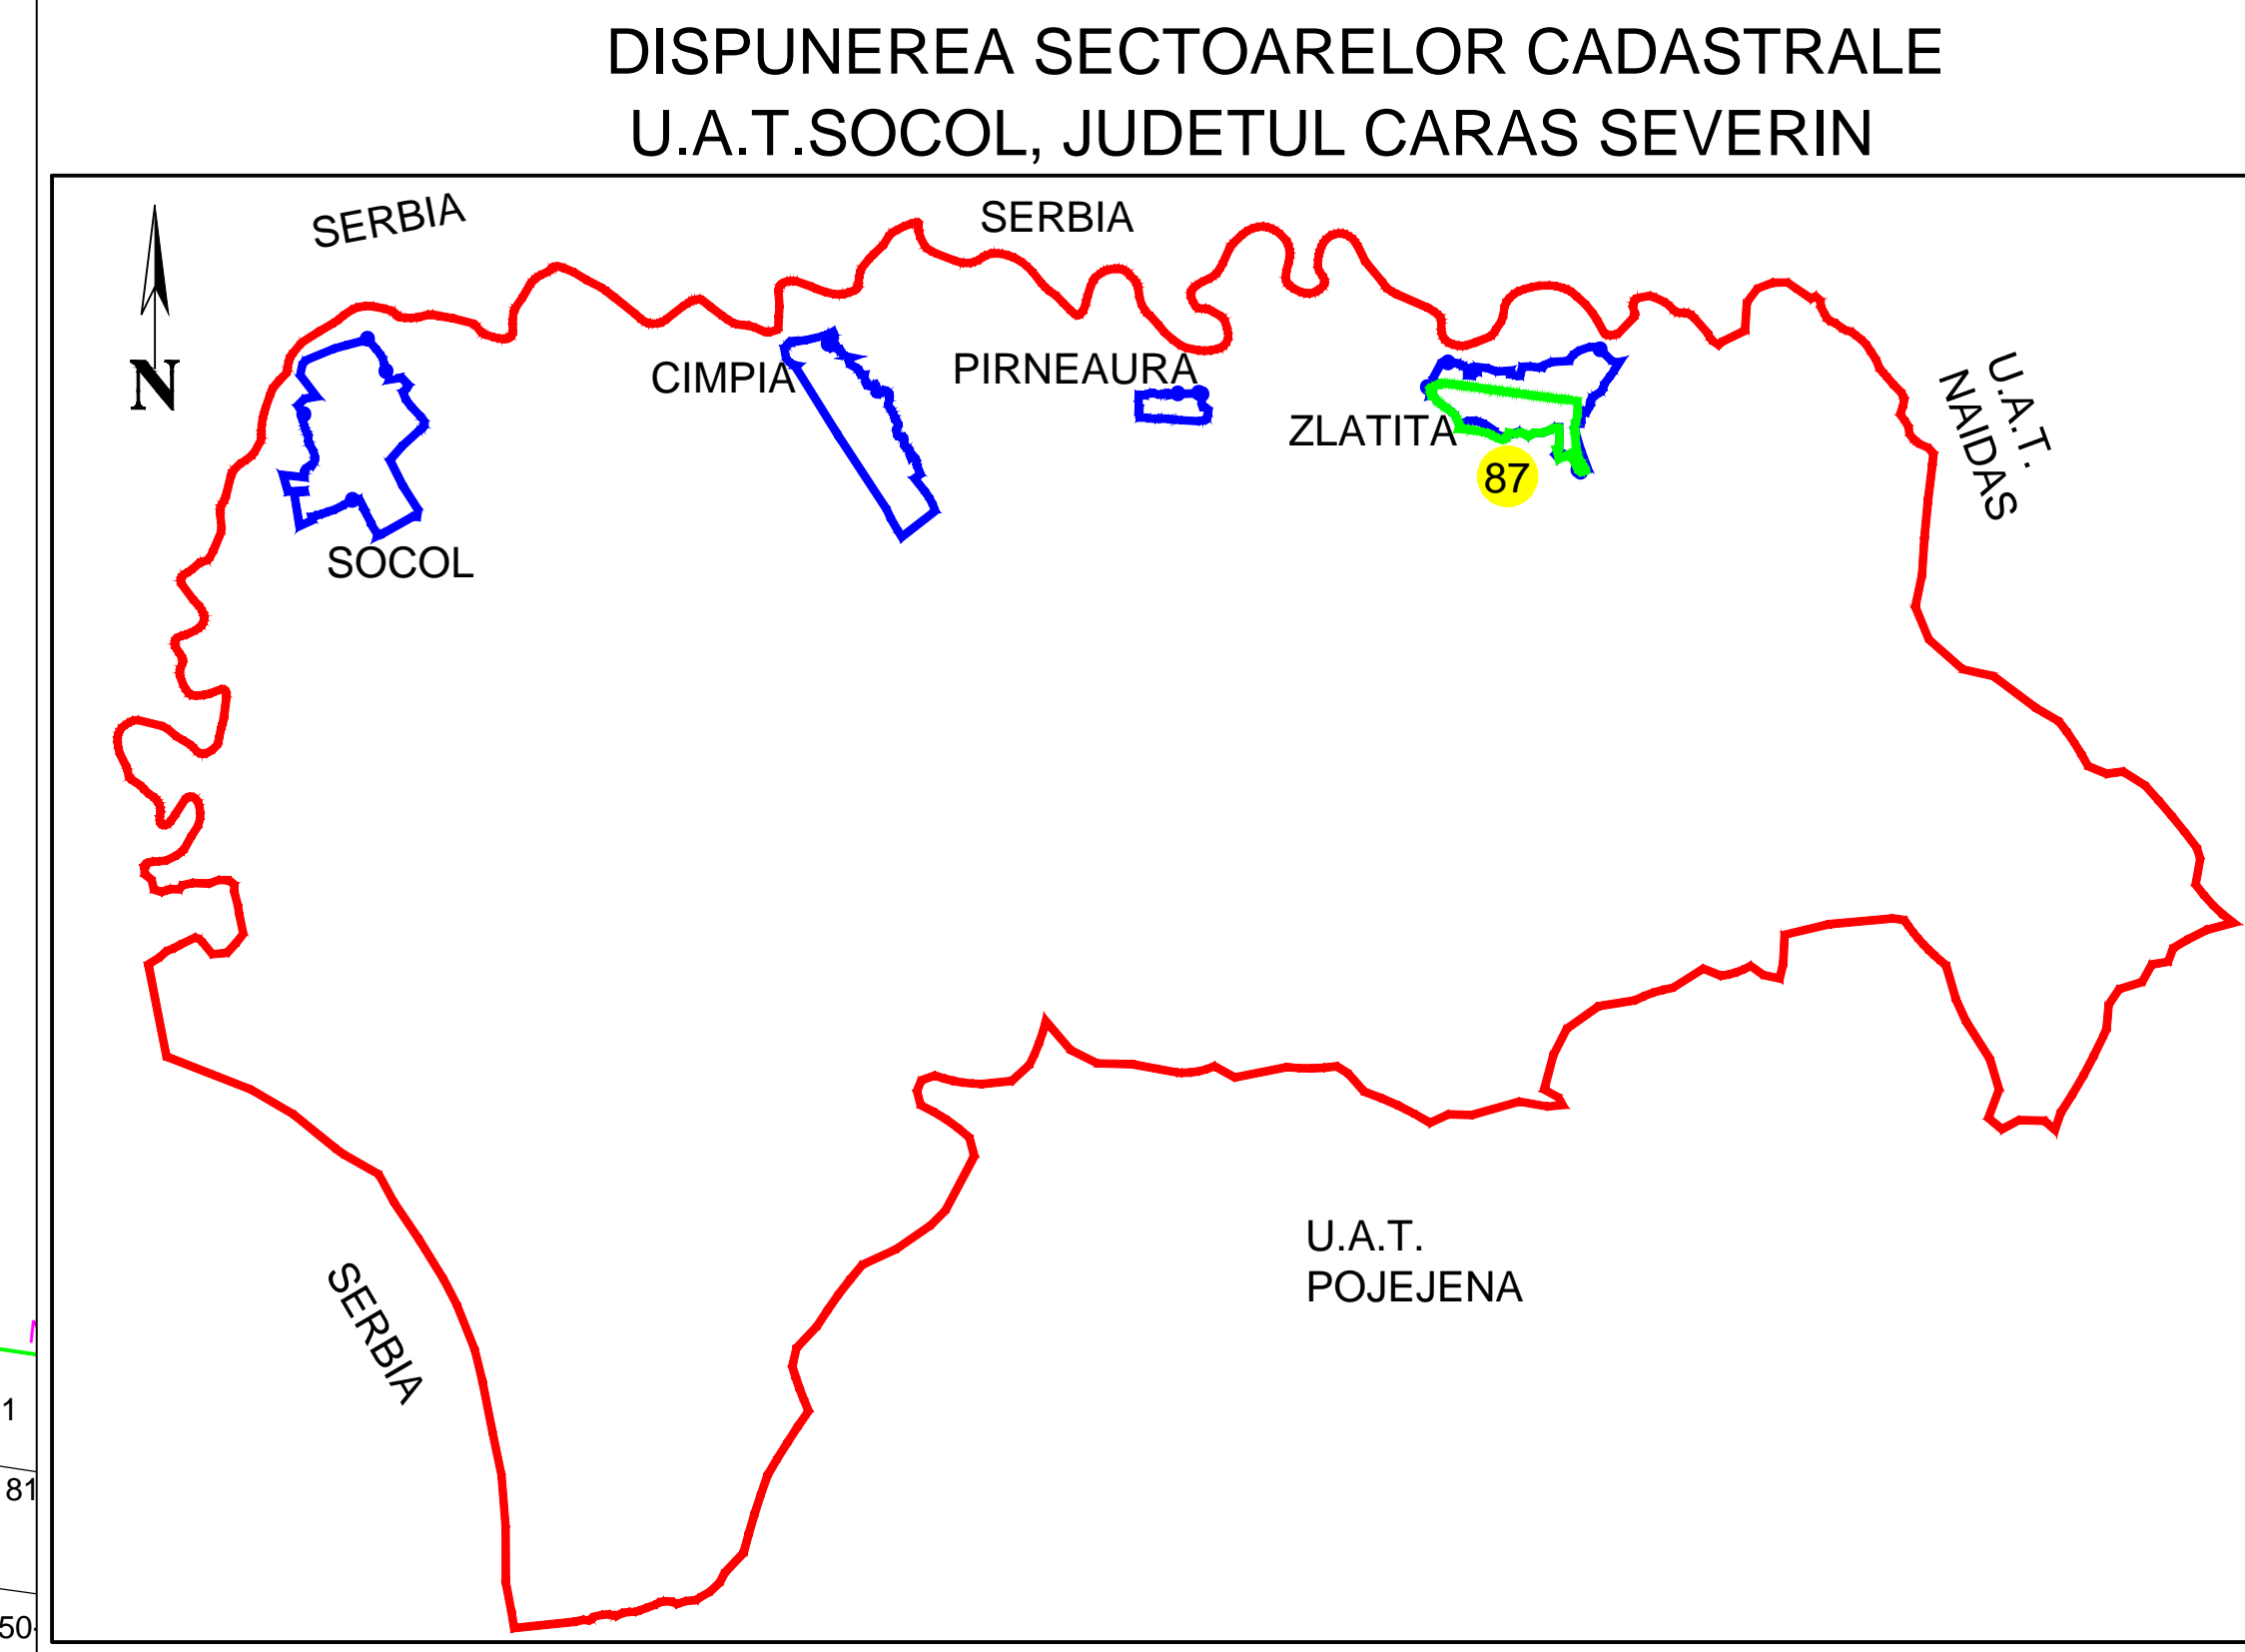 DISPUNEREA SECTOARELOR CADASTRALE
U.A.T.SOCOL, JUDETUL CARAS SEVERIN
SERBIA
SERBIA
N
CIMPIA
PIRNEAURA
ZLATITA
87
U.A.T.
NAIDAS
SOCOL
U.A.T.
POJEJENA
SERBIA
1
81
50